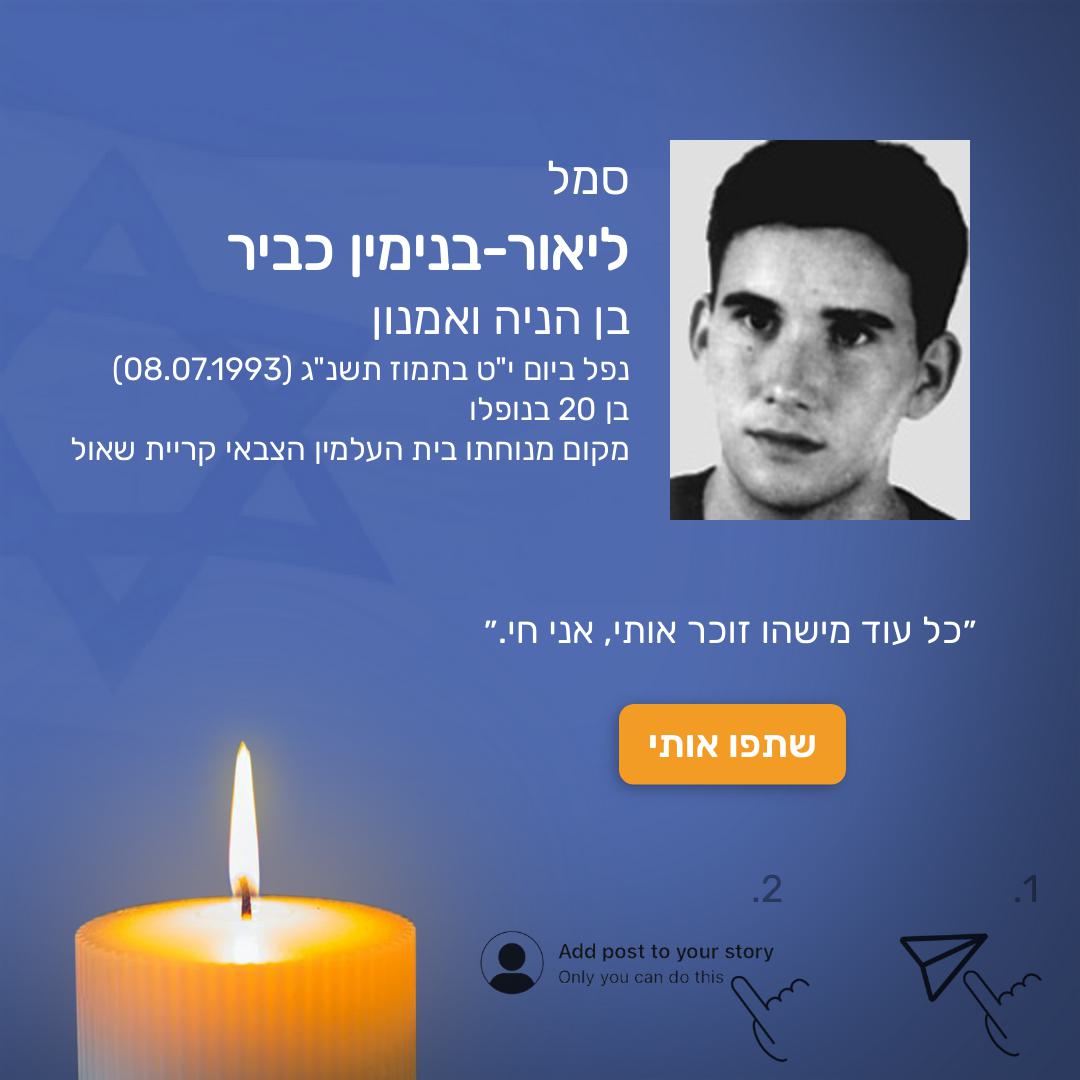 סמל
ליאור-בנימין כביר
בן הניה ואמנון
נפל ביום י"ט בתמוז תשנ"ג (08.07.1993)
בן 20 בנופלו
מקום מנוחתו בית העלמין הצבאי קריית שאול
״כל עוד מישהו זוכר אותי, אני חי.״
שתפו אותי
.1
.2
Add post to your story
Only you can do this